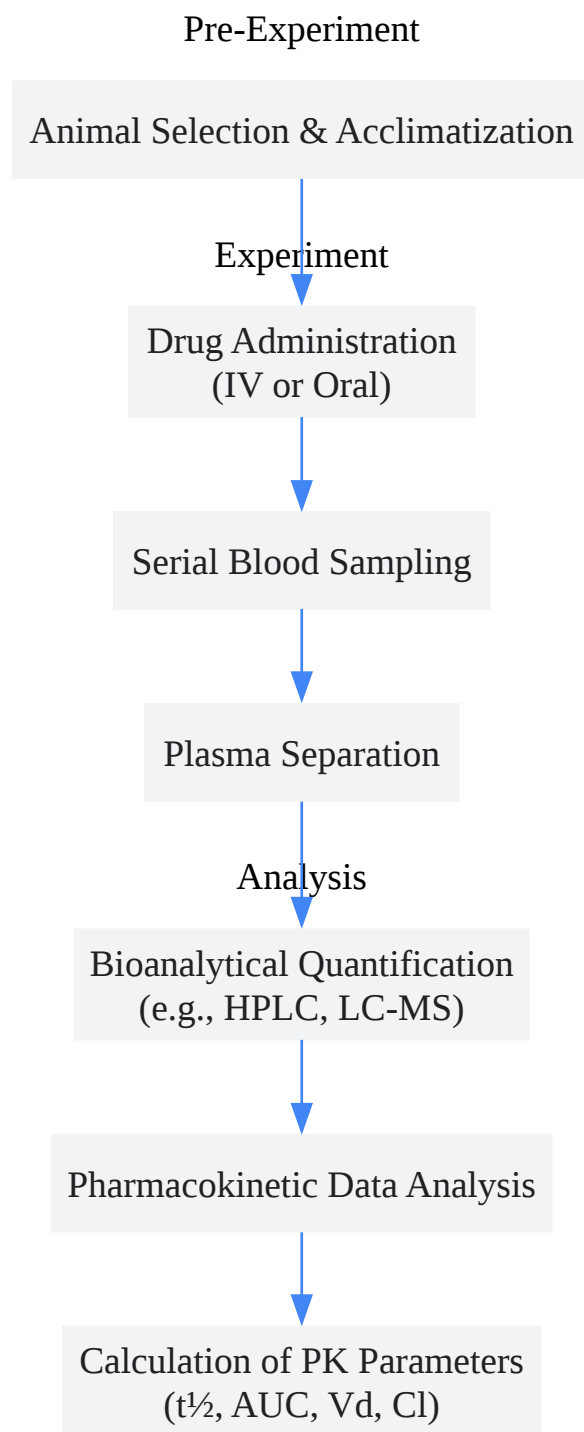 Pre-Experiment
Animal Selection & Acclimatization
Experiment
Drug Administration
(IV or Oral)
Serial Blood Sampling
Plasma Separation
Analysis
Bioanalytical Quantification
(e.g., HPLC, LC-MS)
Pharmacokinetic Data Analysis
Calculation of PK Parameters
(t½, AUC, Vd, Cl)